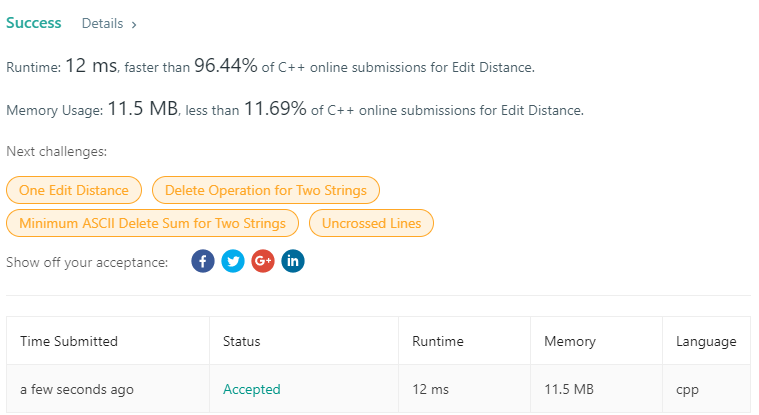 Success Details >
Runtime: 12 ms, faster than 96.44% of C++ online submissions for Edit Distance.
Memory Usage: 11.5 MB, less than 11.69% of C++ online submissions for Edit Distance.
Next challenges:
One Edit Distance Delete Operation for Two Strings
Minimum ASCII Delete Sum for Two Strings Uncrossed Lines
Show off your acceptance: f G+ in
Time Submitted Status Runtime Memory Language
a few seconds ago Accepted 12 ms 11.5 MB cpp